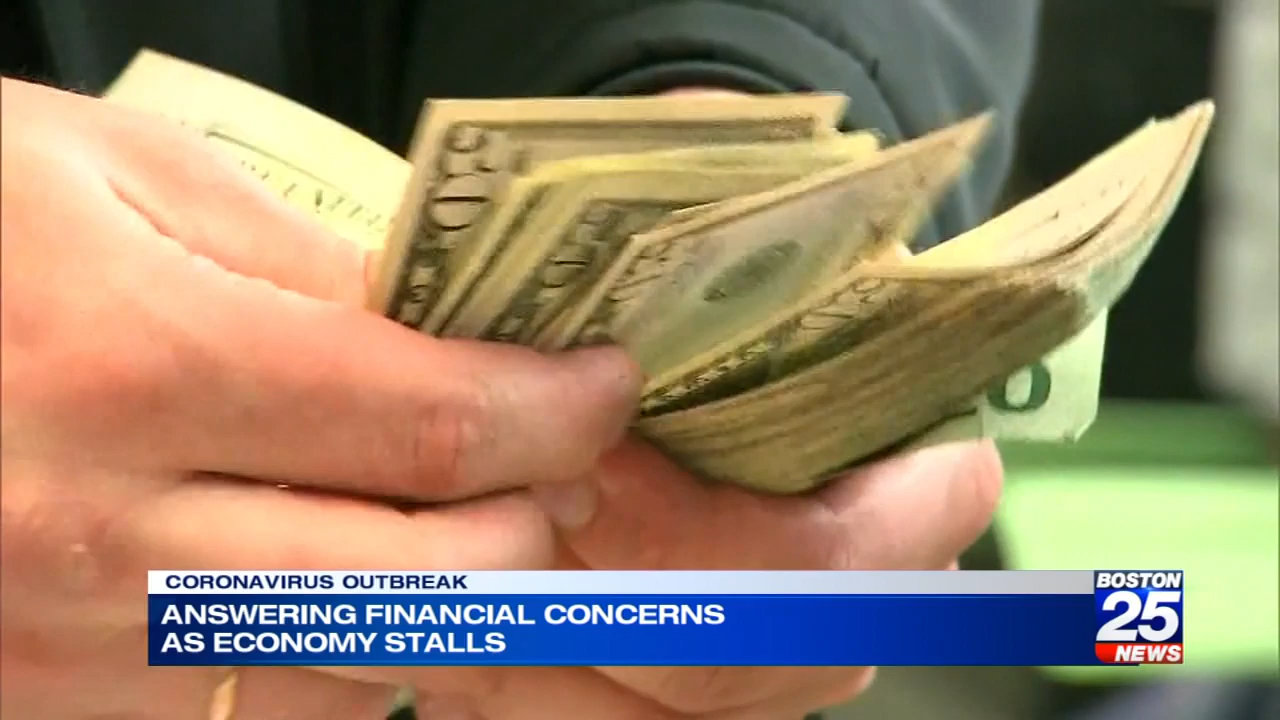 CORONAVIRUS OUTBREAK
ANSWERING FINANCIAL CONCERNS
AS ECONOMY STALLS
BOSTON
25
NEWS